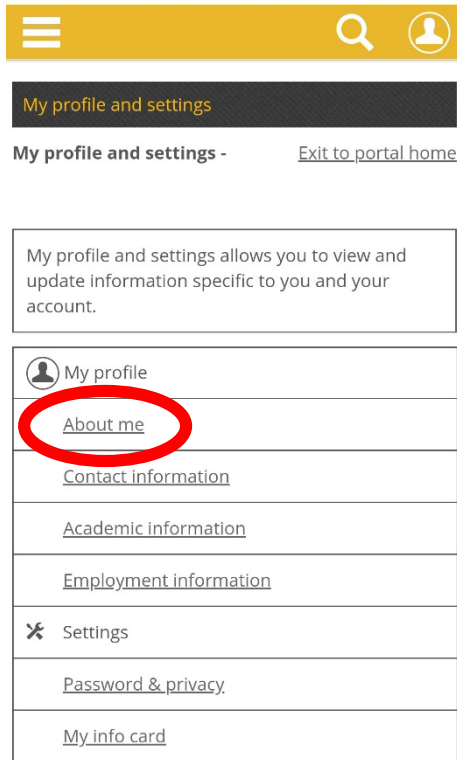 My profile and settings
My profile and settings - Exit to portal home
My profile and settings allows you to view and
update information specific to you and your
account.
My profile
About me
Contact information
Academic information
Employment information
Settings
Password & privacy
My info card